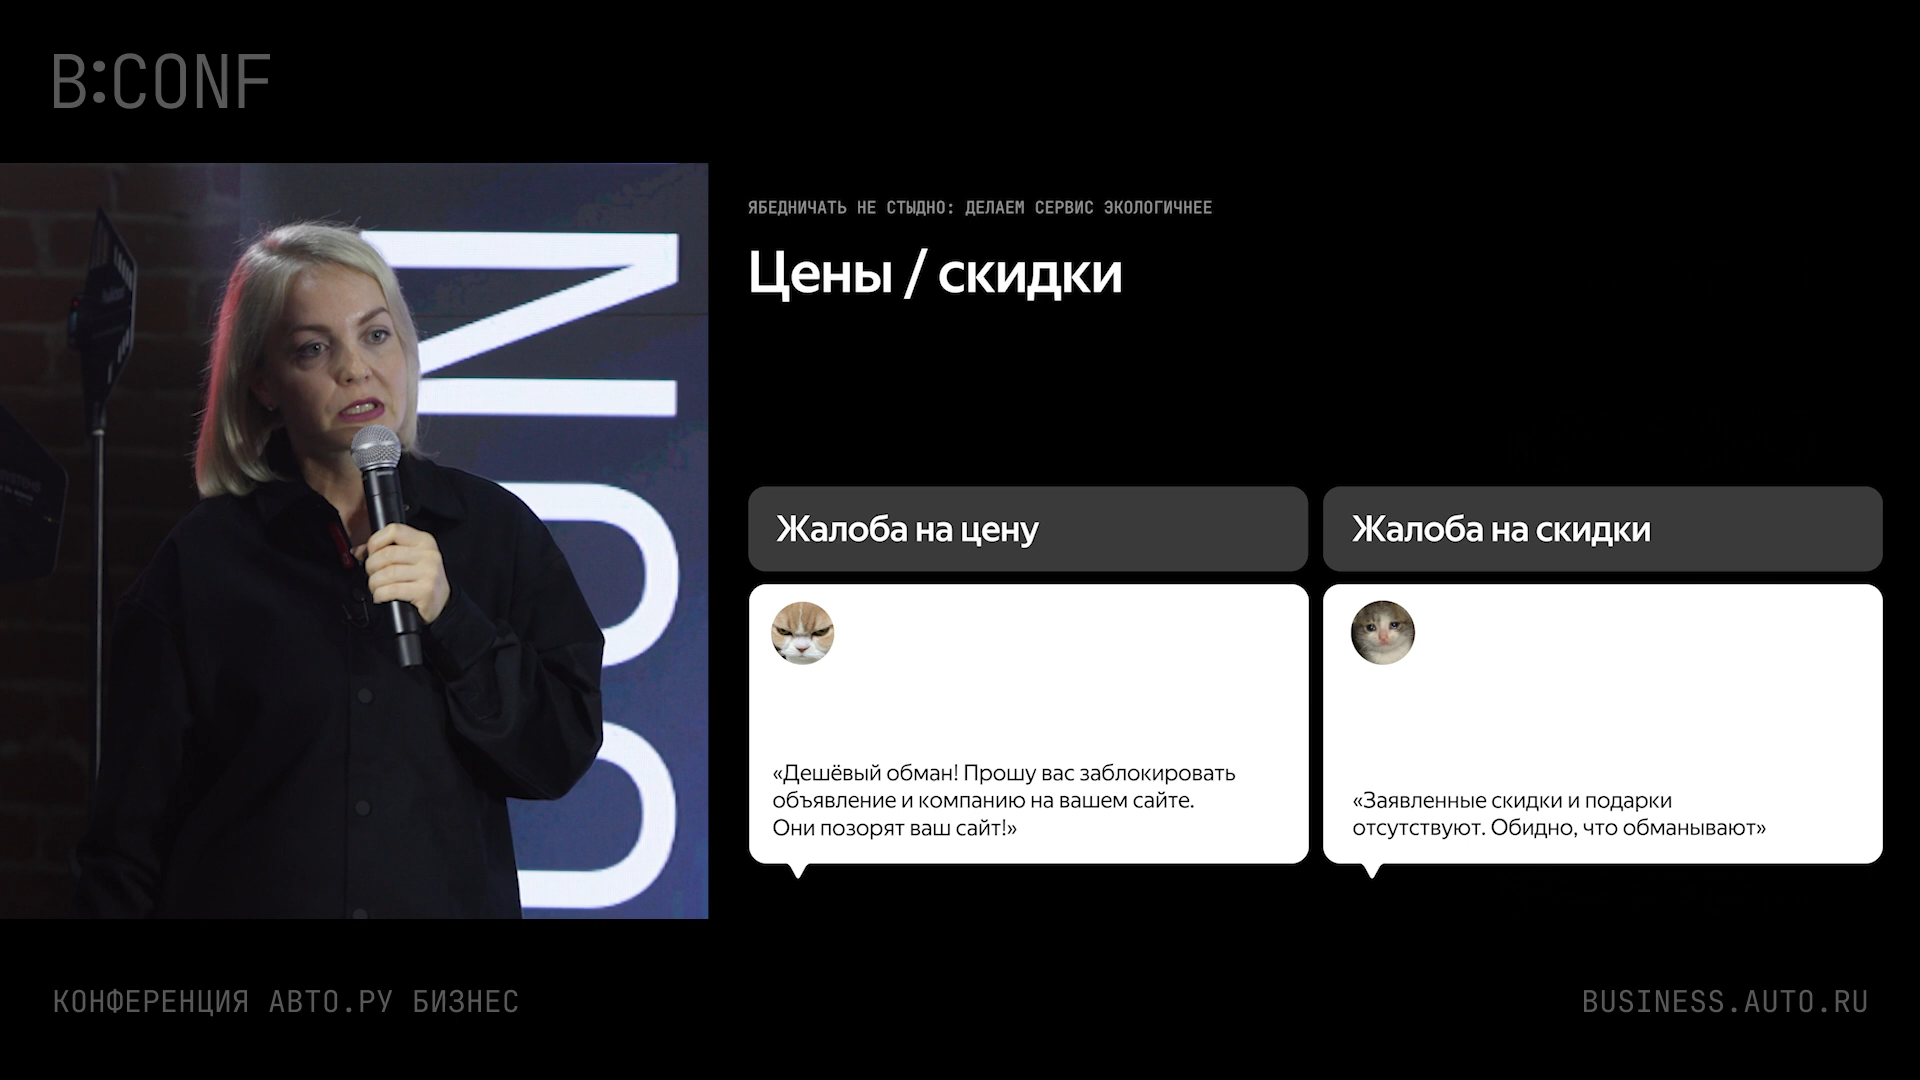 B:CONF
ЯБЕДНИЧАТЬ НЕ СТЫДНО: ДЕЛАЕМ СЕРВИС ЭКОЛОГИЧНЕЕ
Цены / скидки
Жалоба на цену
Жалоба на скидки
«Дешёвый обман! Прошу вас заблокировать
объявление и компанию на вашем сайте.
Они позорят ваш сайт!»
«Заявленные скидки и подарки
отсутствуют. Обидно, что обманывают»
КОНФЕРЕНЦИЯ АВТО.РУ БИЗНЕС
BUSINESS.AUTO.RU